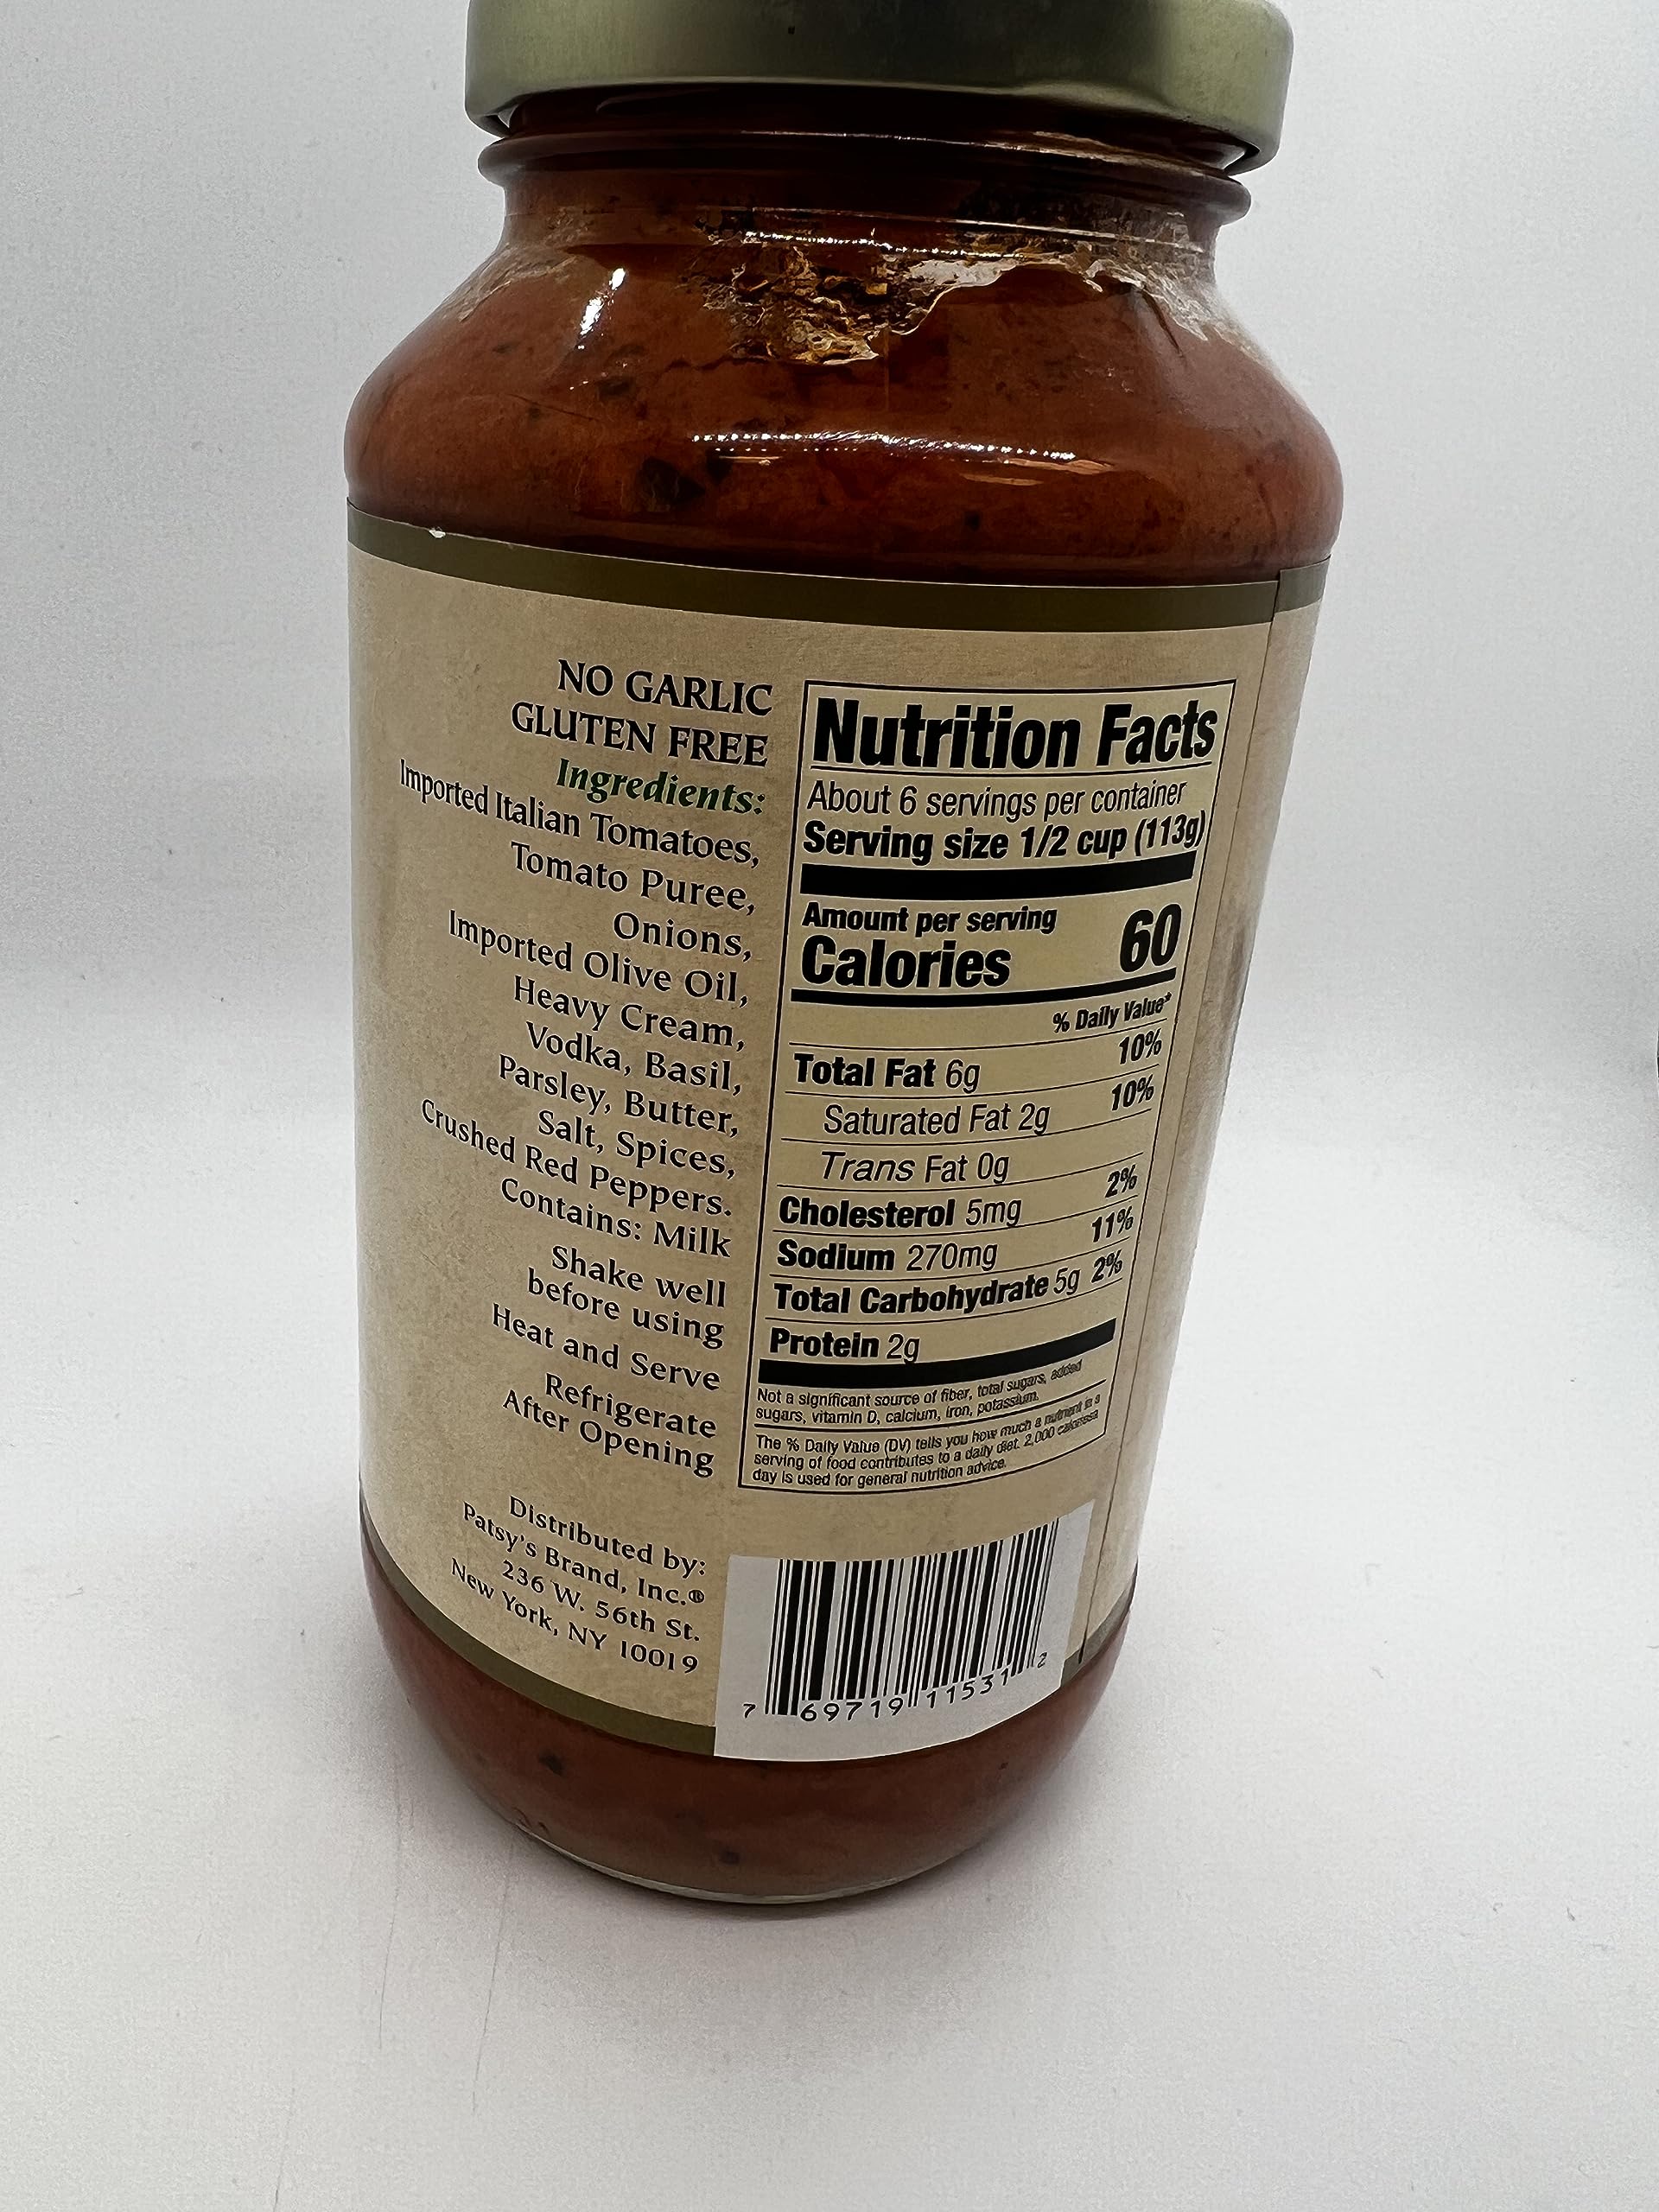 NO GARLIC
GLUTEN FREE
Ingredients:
Imported Italian Tomatoes,
Tomato Puree,
Onions,
Imported Olive Oil,
Heavy Cream,
Vodka, Basil,
Parsley, Butter,
Salt, Spices,
Crushed Red Peppers.
Contains: Milk
Shake well
before using
Heat and Serve
Refrigerate
After Opening
Distributed by:
Patsy's Brand, Inc.®
236 W. 56th St.
New York, NY 10019
Nutrition Facts
About 6 servings per container
Serving size 1/2 cup (113g)
Amount per serving
Calories 60
% Daily Value*
Total Fat 6g 10%
Saturated Fat 2g 10%
Trans Fat 0g
Cholesterol 5mg 2%
Sodium 270mg 11%
Total Carbohydrate 5g 2%
Protein 2g
Not a significant source of fiber, total sugars, added
sugars, vitamin D, calcium, iron, potassium.
The % Daily Value (DV) tells you how much a nutrient in a
serving of food contributes to a daily diet. 2,000 calories a
day is used for general nutrition advice.
7 69719 11531 2